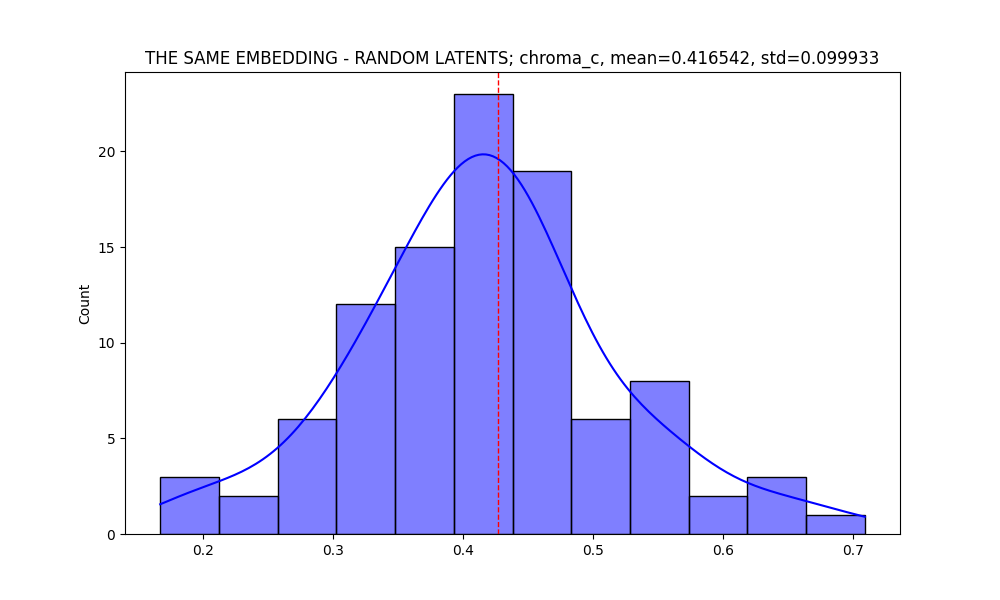 THE SAME EMBEDDING - RANDOM LATENTS; chroma_c, mean=0.416542, std=0.099933
Count
20
15
10
5
0
0.2 0.3 0.4 0.5 0.6 0.7